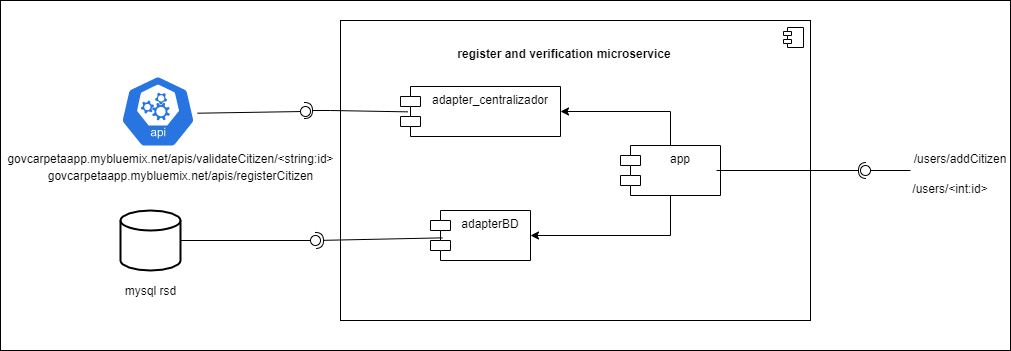 register and verification microservice
adapter_centralizador
api
govcarpetaapp.mybluemix.net/apis/validateCitizen/<string:id>
govcarpetaapp.mybluemix.net/apis/registerCitizen
app
/users/addCitizen
/users/<int:id>
adapterBD
mysql rsd